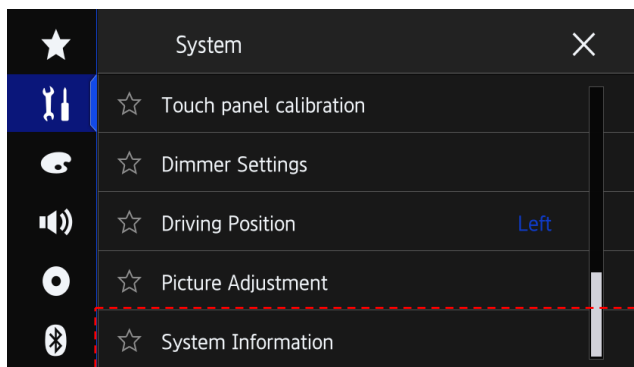 System
Touch panel calibration
Dimmer Settings
Driving Position Left
Picture Adjustment
System Information